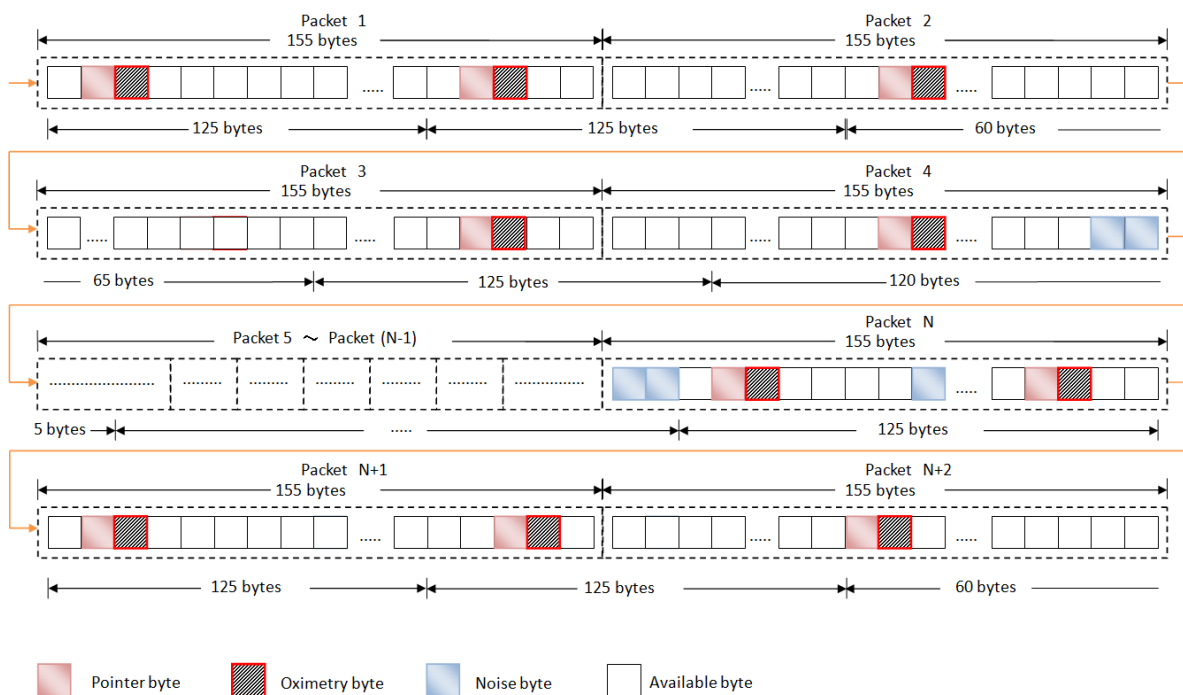 Packet 1
Packet 2
155 bytes
155 bytes
.....
.....
.....
125 bytes
125 bytes
60 bytes
Packet 3
Packet 4
155 bytes
155 bytes
.....
.....
.....
.....
65 bytes
125 bytes
120 bytes
Packet 5 ~ Packet (N-1)
Packet N
155 bytes
.....
5 bytes
.....
125 bytes
Packet N+1
Packet N+2
155 bytes
155 bytes
.....
.....
.....
125 bytes
125 bytes
60 bytes
Pointer byte
Oximetry byte
Noise byte
Available byte